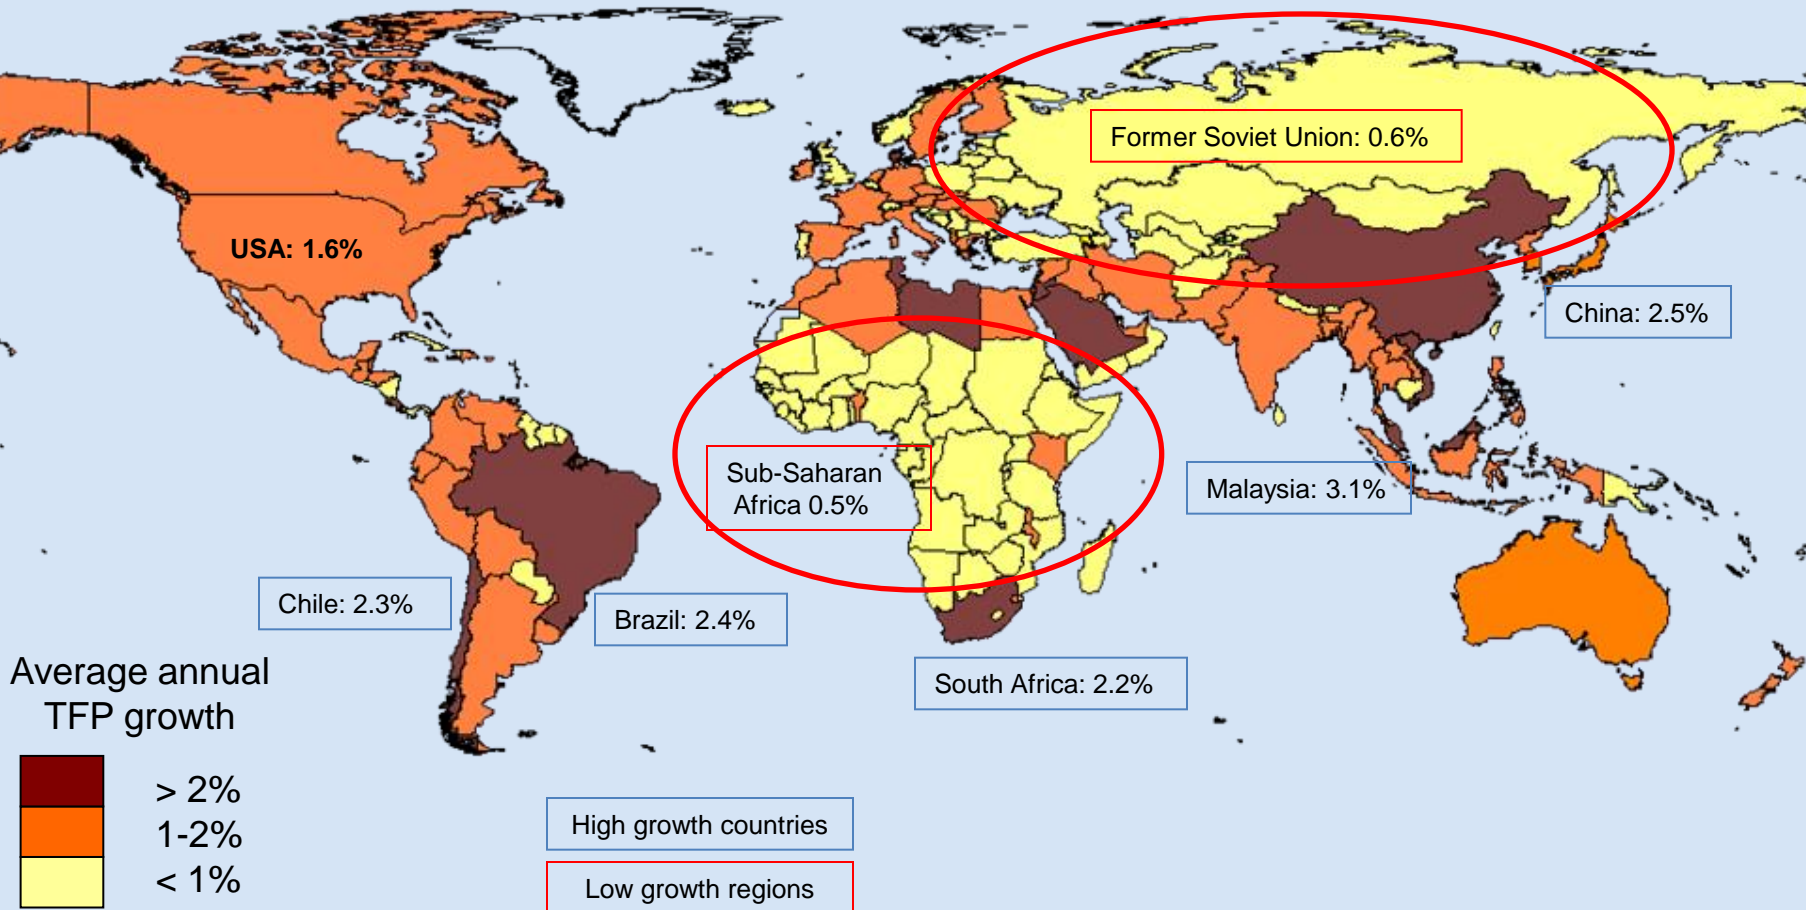 Former Soviet Union: 0.6%
USA: 1.6%
China: 2.5%
Sub-Saharan
Africa 0.5%
Malaysia: 3.1%
Chile: 2.3%
Brazil: 2.4%
South Africa: 2.2%
Average annual
TFP growth
> 2%
1-2%
< 1%
High growth countries
Low growth regions